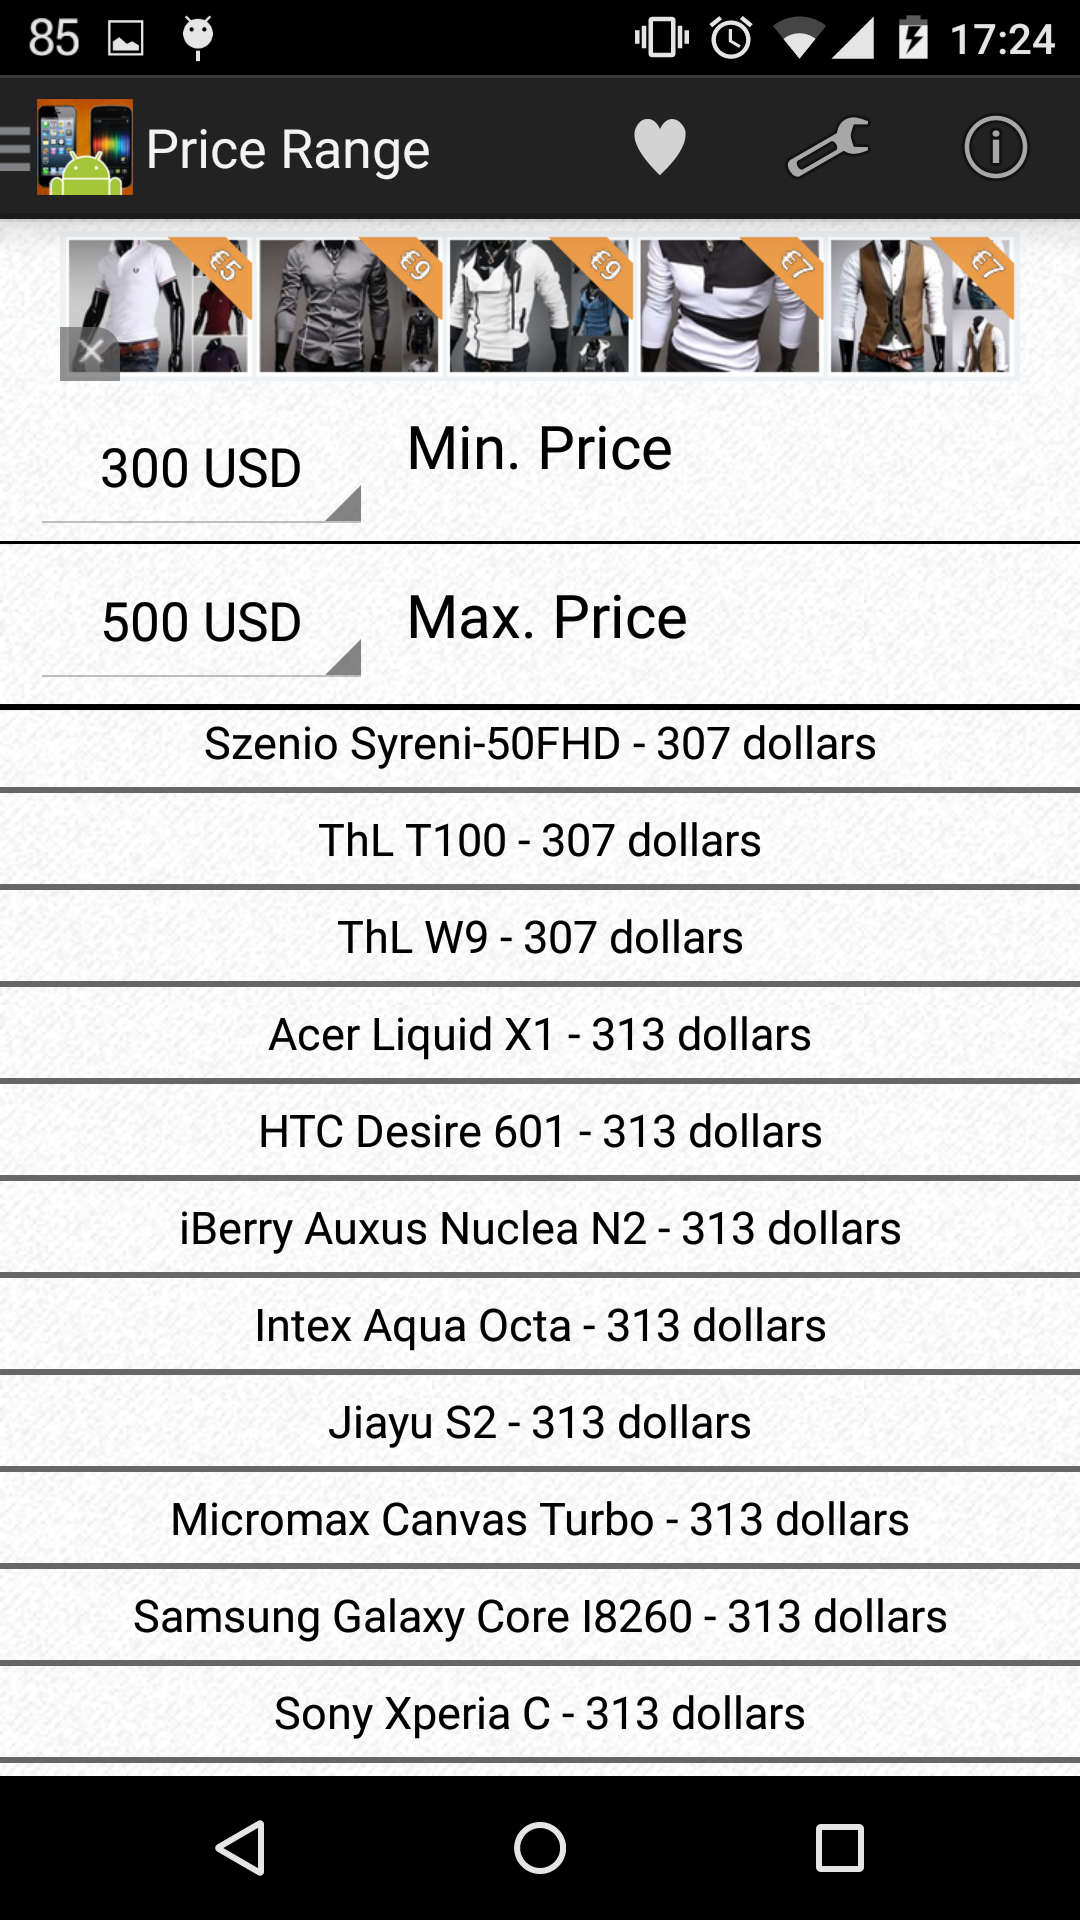 85
17:24
Price Range
€5
€9
€9
€7
€7
300 USD
Min. Price
500 USD
Max. Price
Szenio Syreni-50FHD - 307 dollars
ThL T100 - 307 dollars
ThL W9 - 307 dollars
Acer Liquid X1 - 313 dollars
HTC Desire 601 - 313 dollars
iBerry Auxus Nuclea N2 - 313 dollars
Intex Aqua Octa - 313 dollars
Jiayu S2 - 313 dollars
Micromax Canvas Turbo - 313 dollars
Samsung Galaxy Core I8260 - 313 dollars
Sony Xperia C - 313 dollars